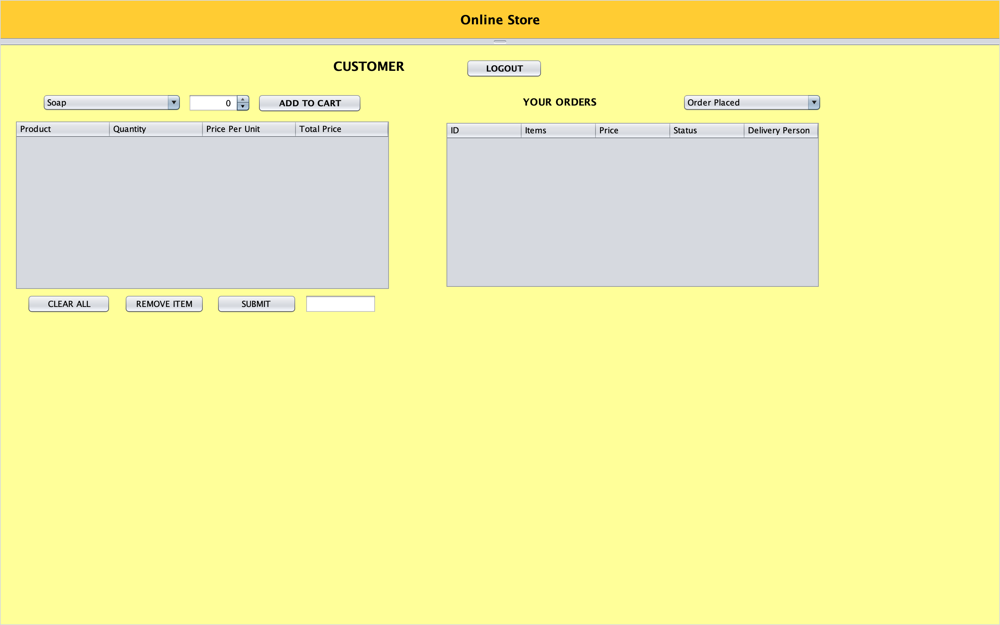 Online Store
CUSTOMER
LOGOUT
Soap
0
ADD TO CART
YOUR ORDERS
Order Placed
Product Quantity Price Per Unit Total Price
ID Items Price Status Delivery Person
CLEAR ALL
REMOVE ITEM
SUBMIT